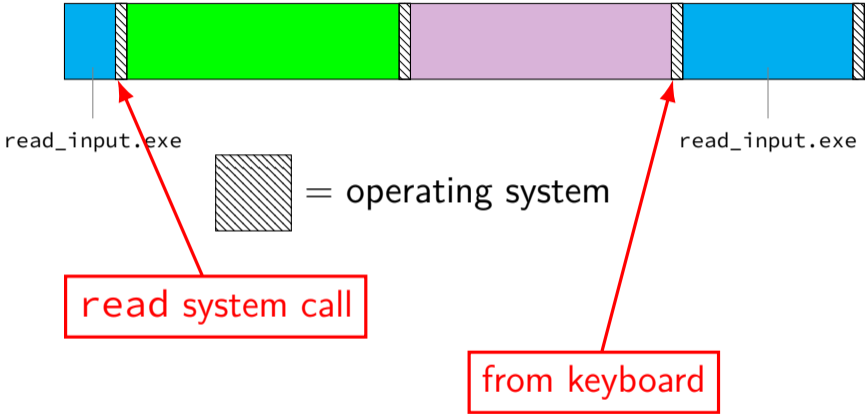 read_input.exe
read_input.exe
= operating system
read system call
from keyboard